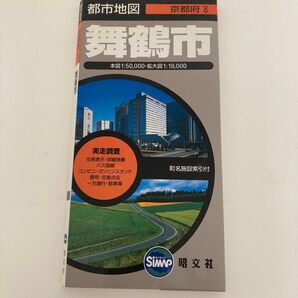 都市地図
京都府 8
舞鶴市
本図1:50,000・拡大図1:18,000
実走調査
住居表示・詳細地番
バス路線
コンビニ・ガソリンスタンド
信号・交差点名
一方通行・駐車場
町名施設索引付
SiMAP
昭文社